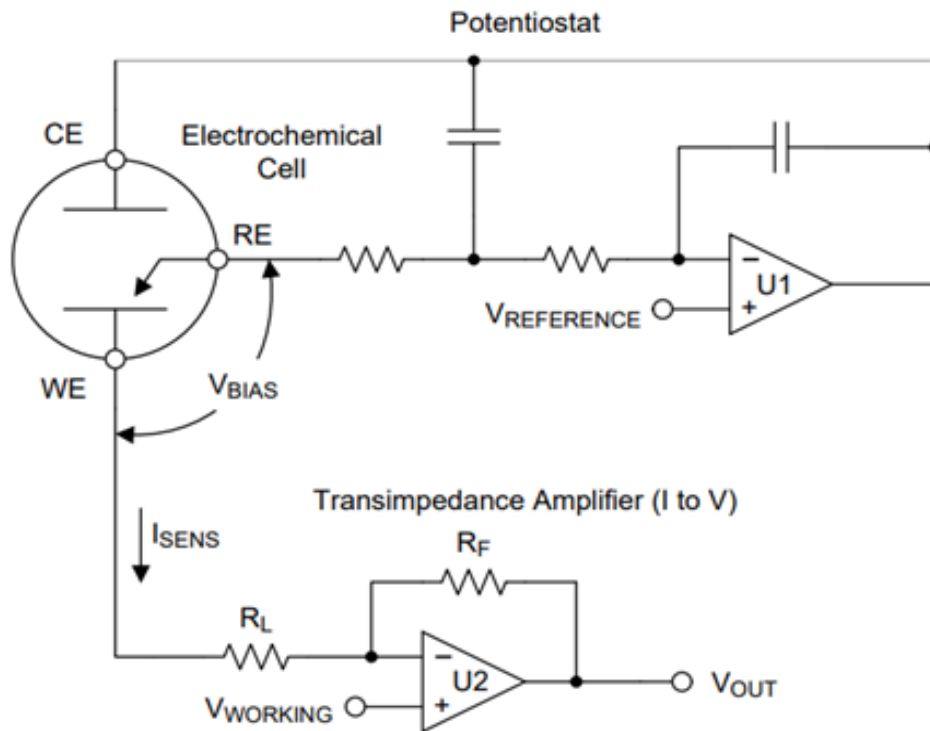 Potentiostat
CE
Electrochemical
Cell
RE
−
U1
+
VREFERENCE
WE
VBIAS
Transimpedance Amplifier (I to V)
ISENS
RF
RL
−
U2
+
VWORKING
VOUT